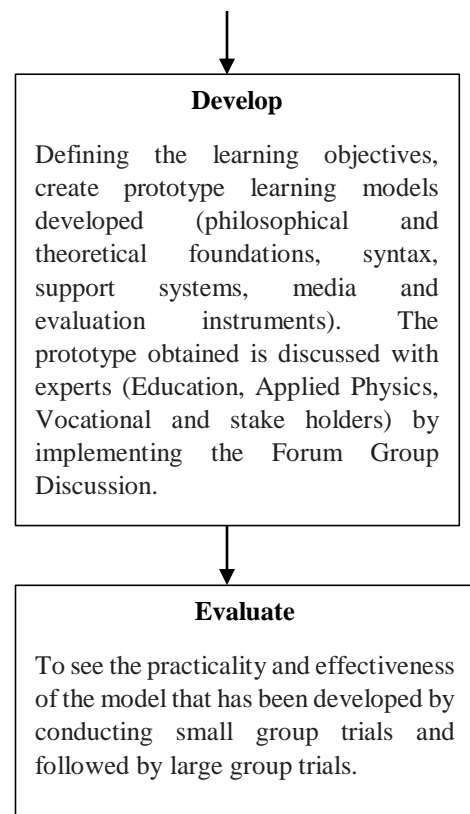 Develop
Defining the learning objectives,
create prototype learning models
developed (philosophical and
theoretical foundations, syntax,
support systems, media and
evaluation instruments). The
prototype obtained is discussed with
experts (Education, Applied Physics,
Vocational and stake holders) by
implementing the Forum Group
Discussion.
Evaluate
To see the practicality and effectiveness
of the model that has been developed by
conducting small group trials and
followed by large group trials.